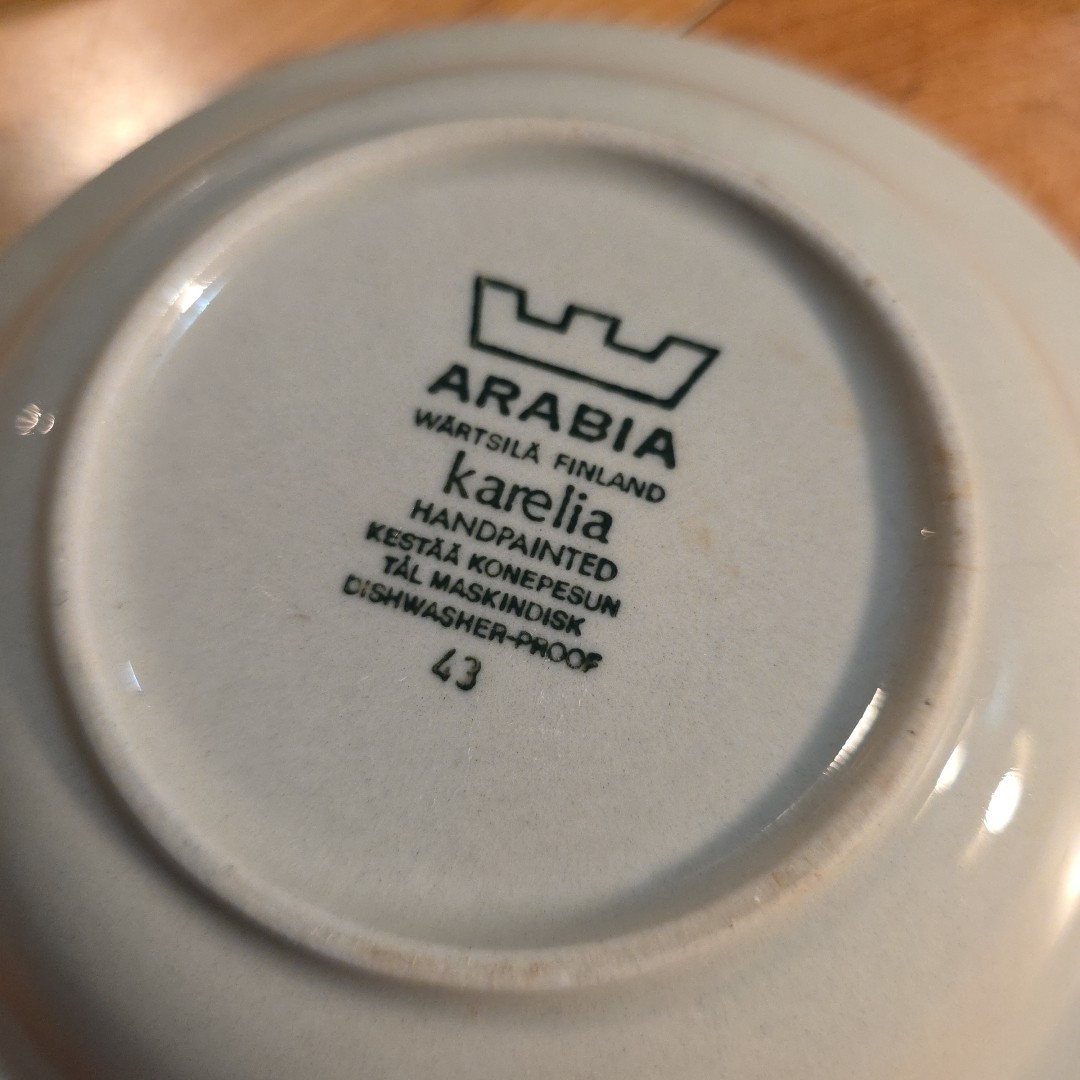 ARABIA
WÄRTSILÄ FINLAND
karelia
HANDPAINTED
KESTÄÄ KONEPESUN
TÅL MASKINDISK
DISHWASHER-PROOF
43